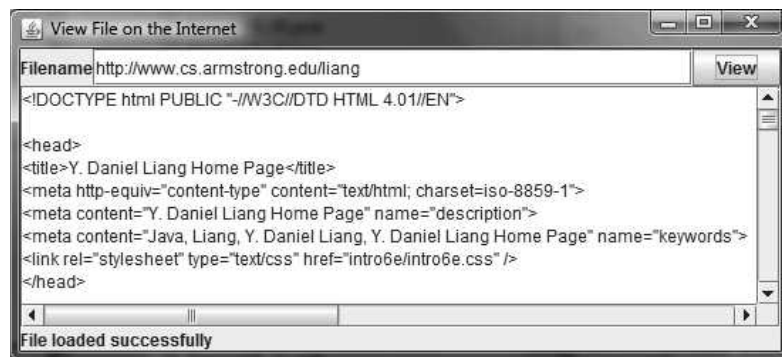 View File on the Internet
Filename http://www.cs.armstrong.edu/liang View
<!DOCTYPE html PUBLIC "-//W3C//DTD HTML 4.01//EN">
<head>
<title>Y. Daniel Liang Home Page</title>
<meta http-equiv="content-type" content="text/html; charset=iso-8859-1">
<meta content="Y. Daniel Liang Home Page" name="description">
<meta content="Java, Liang, Y. Daniel Liang, Y. Daniel Liang Home Page" name="keywords">
<link rel="stylesheet" type="text/css" href="intro6e/intro6e.css" />
</head>
File loaded successfully